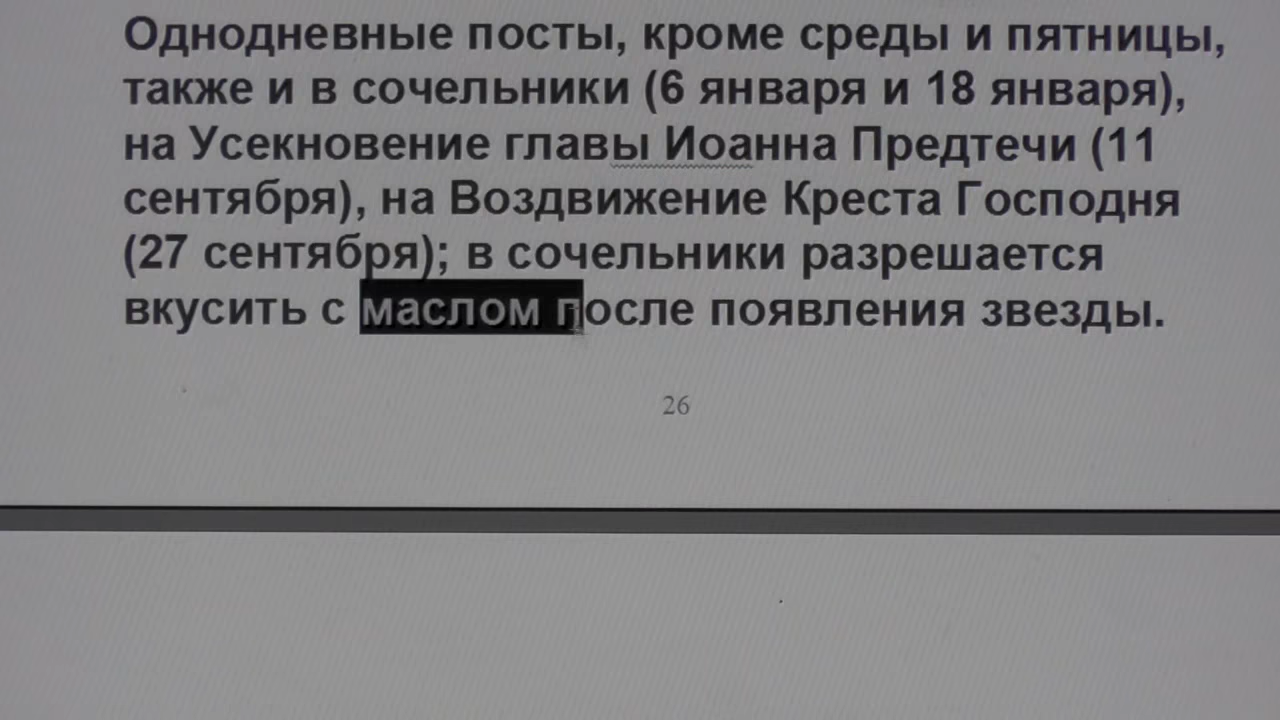 Однодневные посты, кроме среды и пятницы,
также и в сочельники (6 января и 18 января),
на Усекновение главы Иоанна Предтечи (11
сентября), на Воздвижение Креста Господня
(27 сентября); в сочельники разрешается
вкусить с маслом после появления звезды.
26